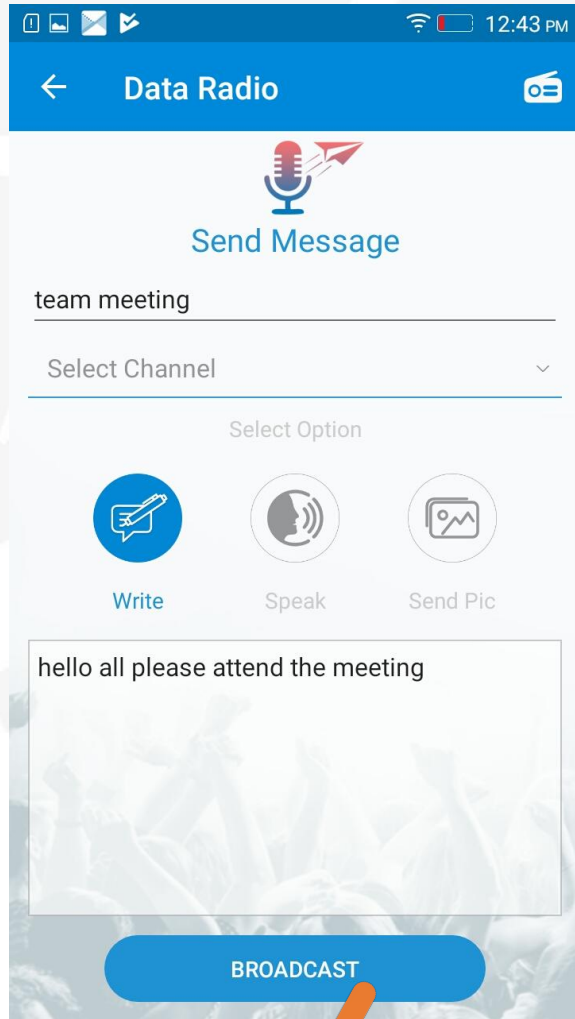 12:43 PM
Data Radio
Send Message
team meeting
Select Channel
Select Option
Write Speak Send Pic
hello all please attend the meeting
BROADCAST